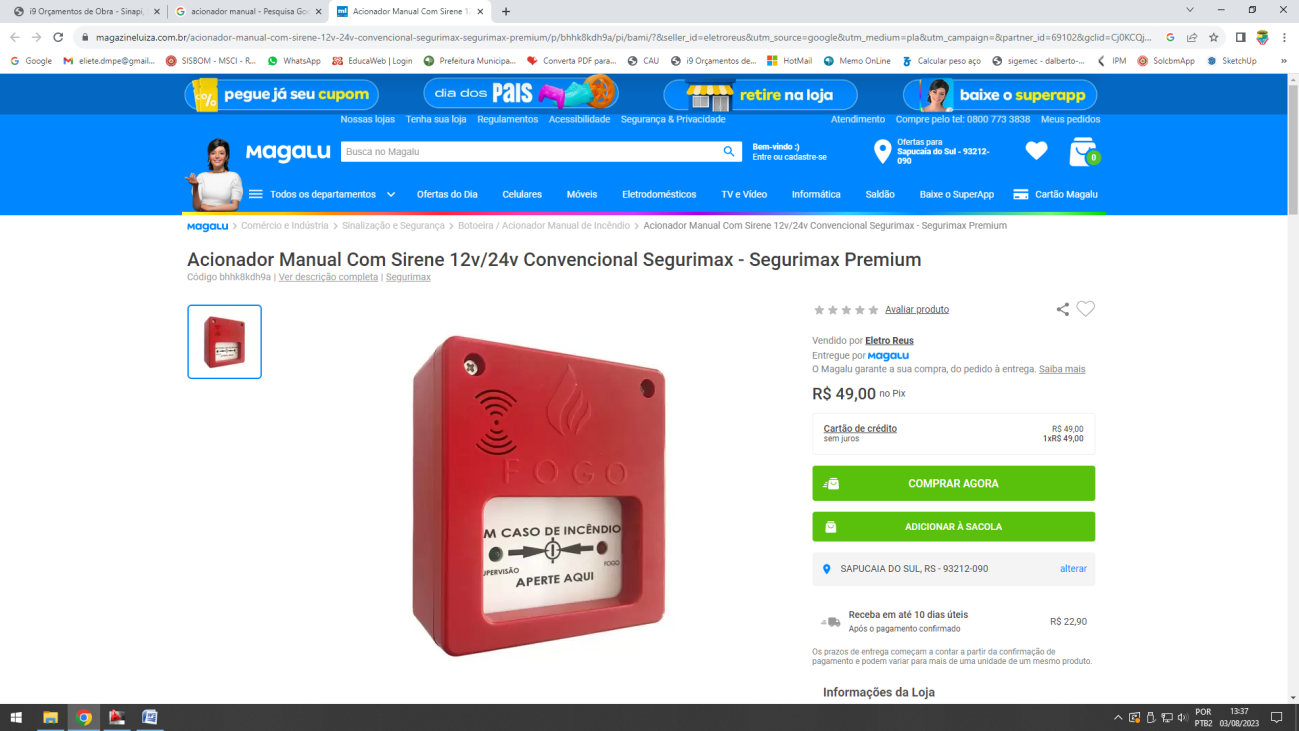 i9 Orçamentos de Obra - Sinapi,
acionador manual - Pesquisa Goo
Acionador Manual Com Sirene 12
magazineluiza.com.br/acionador-manual-com-sirene-12v-24v-convencional-segurimax-segurimax-premium/p/bhhk8kdh9a/pi/bami/?&seller_id=eletroreus&utm_source=google&utm_medium=pla&utm_campaign=&partner_id=69102&gclid=Cj0KCQj...
Google M eliete.dmpe@gmail... SISBOM - MSCI - R... WhatsApp EducaWeb | Login Prefeitura Municipa... Converta PDF para... CAU i9 Orçamentos de... HotMail Memo OnLine Calcular peso aço sigemec - dalberto-... IPM SolcbmApp SketchUp »
pegue já seu cupom
dia dos PAIS
retire na loja
baixe o superapp
Nossas lojas Tenha sua loja Regulamentos Acessibilidade Segurança & Privacidade Atendimento Compre pelo tel: 0800 773 3838 Meus pedidos
Magalu
Busca no Magalu
Bem-vindo :)
Entre ou cadastre-se
Ofertas para
Sapucaia do Sul - 93212-
090
0
Todos os departamentos Ofertas do Dia Celulares Móveis Eletrodomésticos TV e Vídeo Informática Saldão Baixe o SuperApp Cartão Magalu
Magalu > Comércio e Indústria > Sinalização e Segurança > Botoeira / Acionador Manual de Incêndio > Acionador Manual Com Sirene 12v/24v Convencional Segurimax - Segurimax Premium
Acionador Manual Com Sirene 12v/24v Convencional Segurimax - Segurimax Premium
Código bhhk8kdh9a | Ver descrição completa | Segurimax
FOGO
M CASO DE INCÊNDIO
UPERVISÃO
FOGO
APERTE AQUI
Avaliar produto
Vendido por Eletro Reus
Entregue por Magalu
O Magalu garante a sua compra, do pedido à entrega. Saiba mais
R$ 49,00 no Pix
Cartão de crédito R$ 49,00
sem juros 1xR$ 49,00
COMPRAR AGORA
ADICIONAR À SACOLA
SAPUCAIA DO SUL, RS - 93212-090 alterar
Receba em até 10 dias úteis
Após o pagamento confirmado
R$ 22,90
Os prazos de entrega começam a contar a partir da confirmação de
pagamento e podem variar para mais de uma unidade de um mesmo produto.
Informações da Loja
POR
PTB2
13:37
03/08/2023